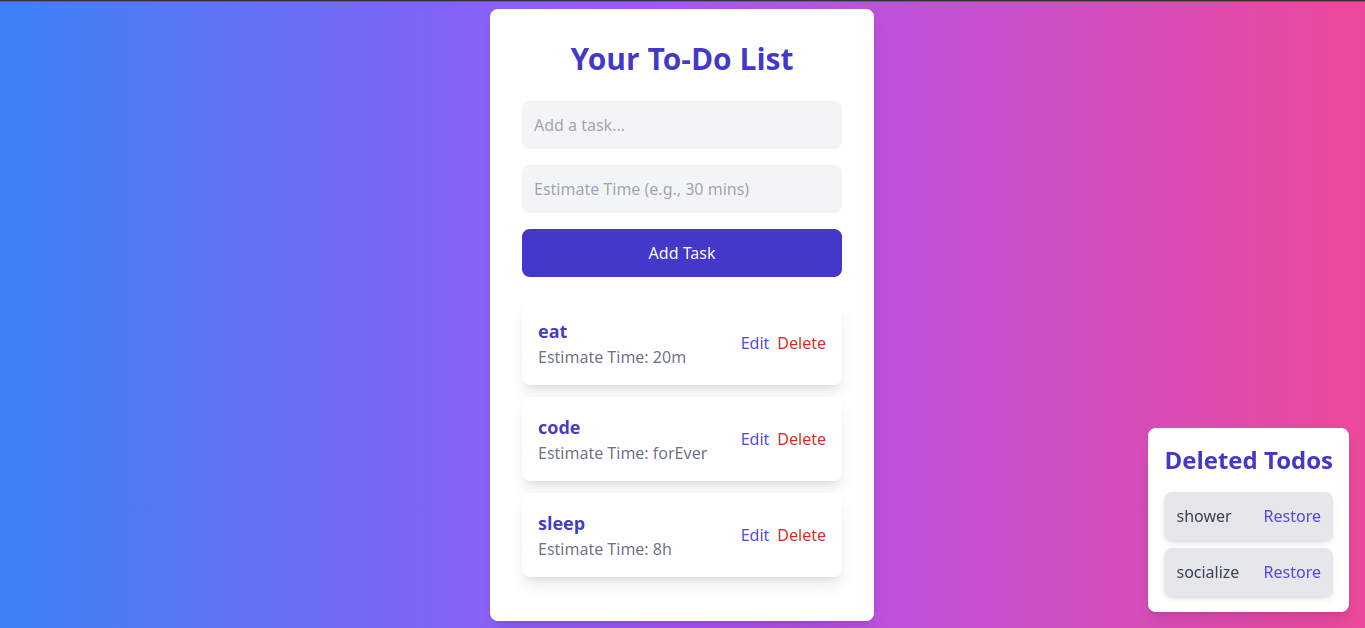 Your To-Do List
Add a task...
Estimate Time (e.g., 30 mins)
Add Task
eat
Estimate Time: 20m
Edit Delete
code
Estimate Time: forEver
Edit Delete
sleep
Estimate Time: 8h
Edit Delete
Deleted Todos
shower Restore
socialize Restore